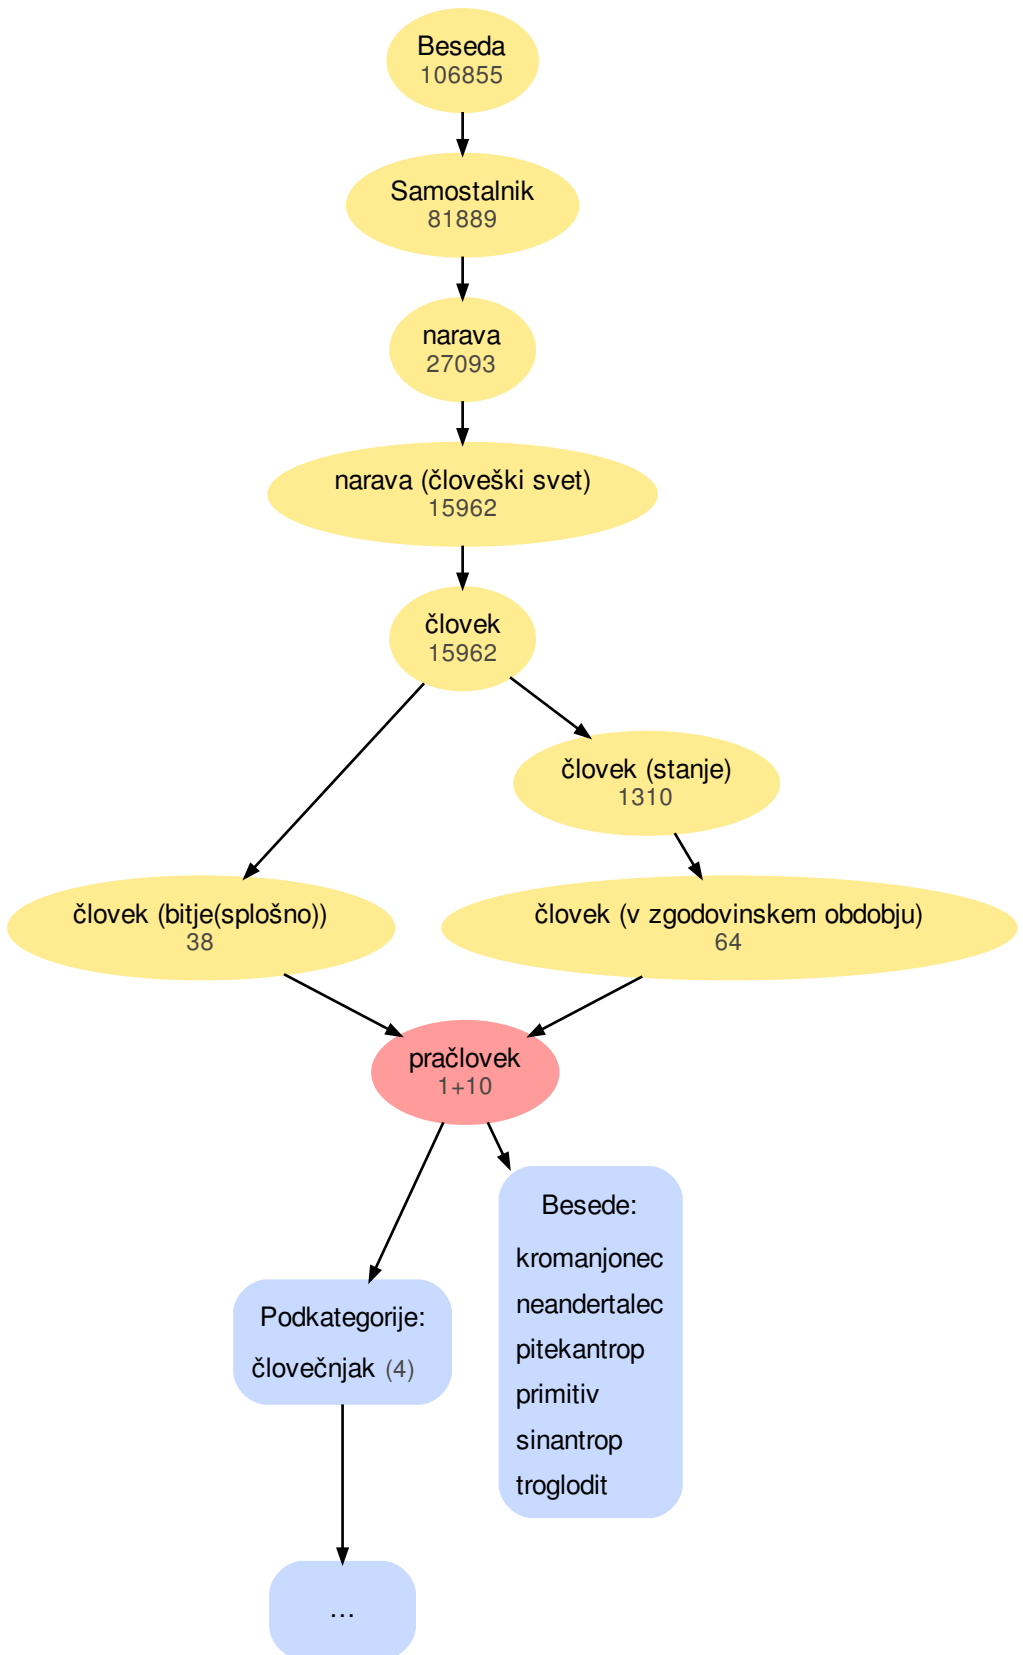 Beseda
106855
Samostalnik
81889
narava
27093
narava (človeški svet)
15962
človek
15962
človek (stanje)
1310
človek (bitje(splošno))
38
človek (v zgodovinskem obdobju)
64
pračlovek
1+10
Besede:
kromanjonec
neandertalec
pitekantrop
primitiv
sinantrop
troglodit
Podkategorije:
človečnjak (4)
...